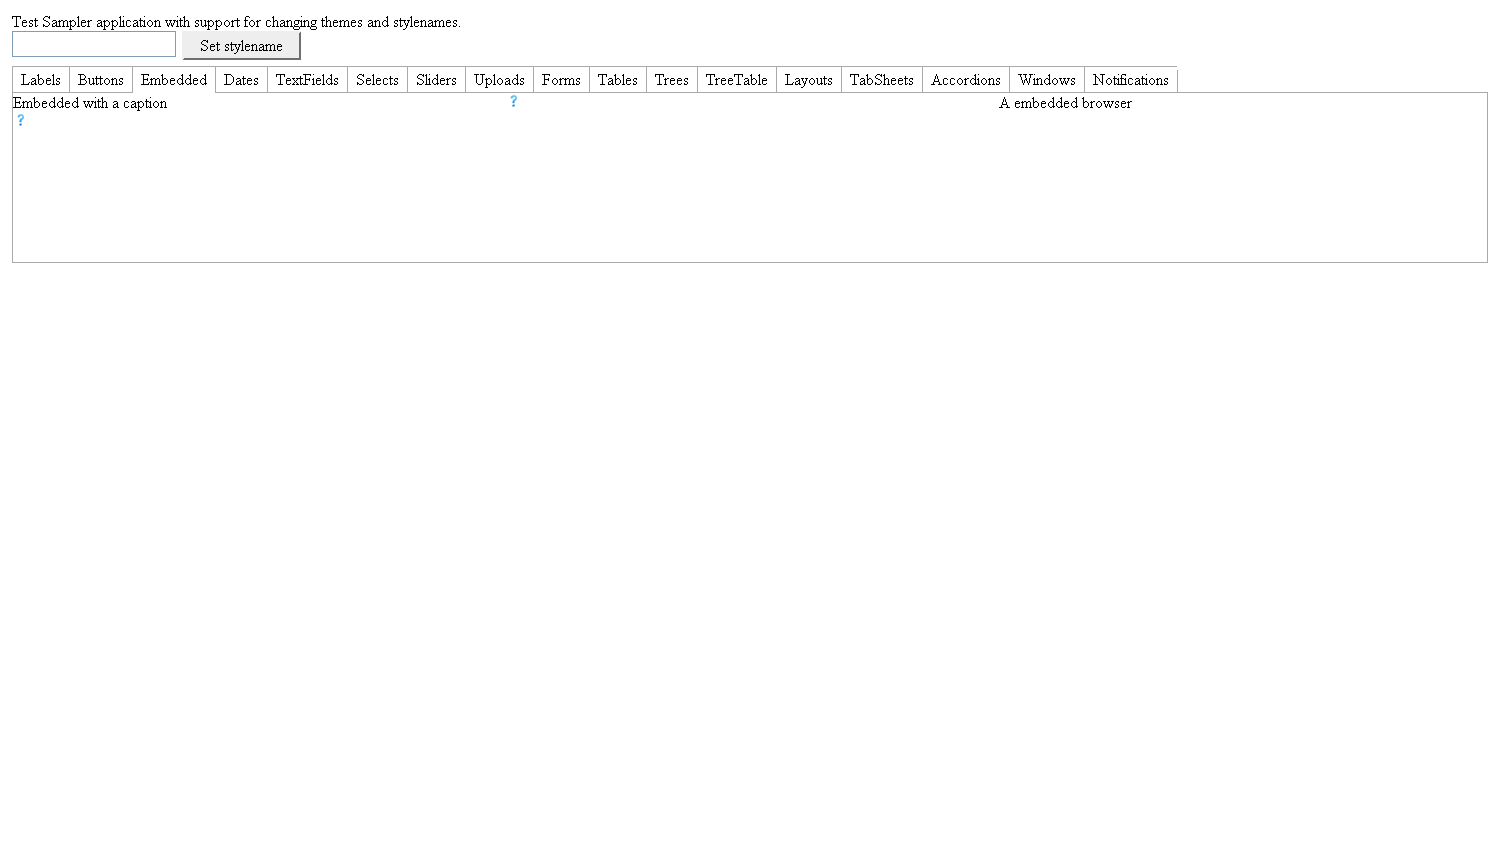 Test Sampler application with support for changing themes and stylenames.
Set stylename
Labels Buttons Embedded Dates TextFields Selects Sliders Uploads Forms Tables Trees TreeTable Layouts TabSheets Accordions Windows Notifications
Embedded with a caption ? A embedded browser
?